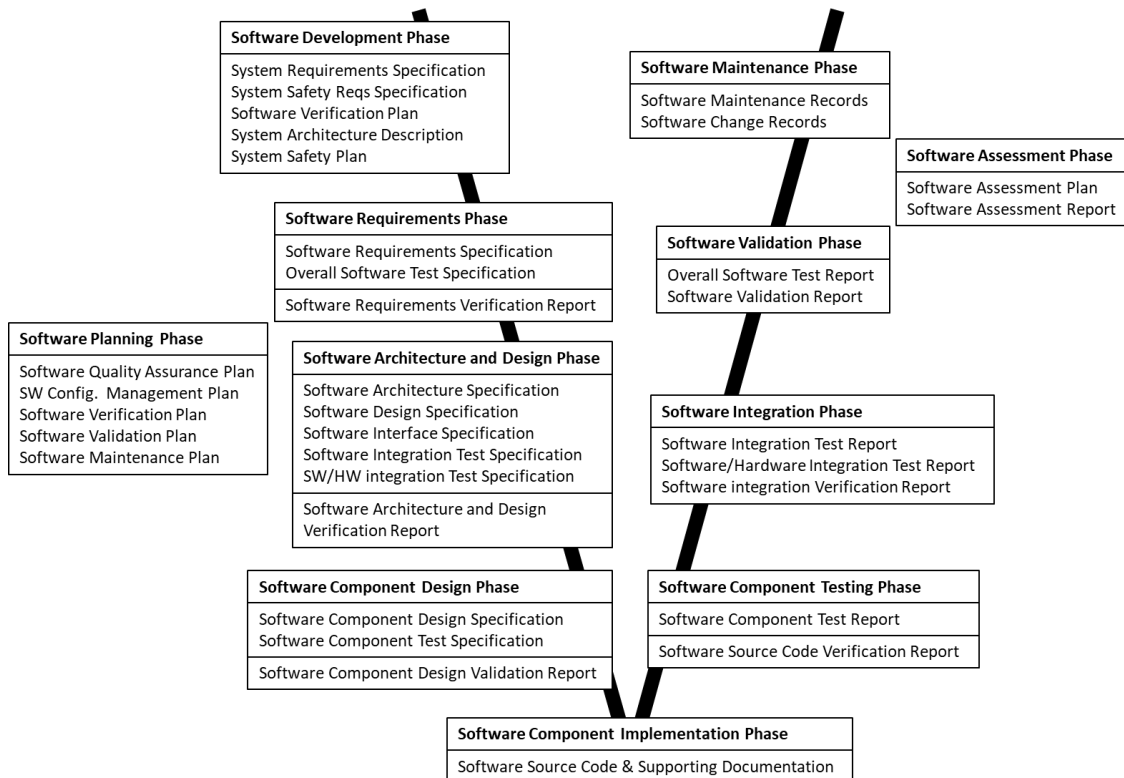 Software Development Phase
System Requirements Specification
System Safety Reqs Specification
Software Verification Plan
System Architecture Description
System Safety Plan
Software Maintenance Phase
Software Maintenance Records
Software Change Records
Software Assessment Phase
Software Assessment Plan
Software Assessment Report
Software Requirements Phase
Software Requirements Specification
Overall Software Test Specification
Software Requirements Verification Report
Software Validation Phase
Overall Software Test Report
Software Validation Report
Software Planning Phase
Software Quality Assurance Plan
SW Config. Management Plan
Software Verification Plan
Software Validation Plan
Software Maintenance Plan
Software Architecture and Design Phase
Software Architecture Specification
Software Design Specification
Software Interface Specification
Software Integration Test Specification
SW/HW integration Test Specification
Software Architecture and Design
Verification Report
Software Integration Phase
Software Integration Test Report
Software/Hardware Integration Test Report
Software integration Verification Report
Software Component Design Phase
Software Component Design Specification
Software Component Test Specification
Software Component Design Validation Report
Software Component Testing Phase
Software Component Test Report
Software Source Code Verification Report
Software Component Implementation Phase
Software Source Code & Supporting Documentation